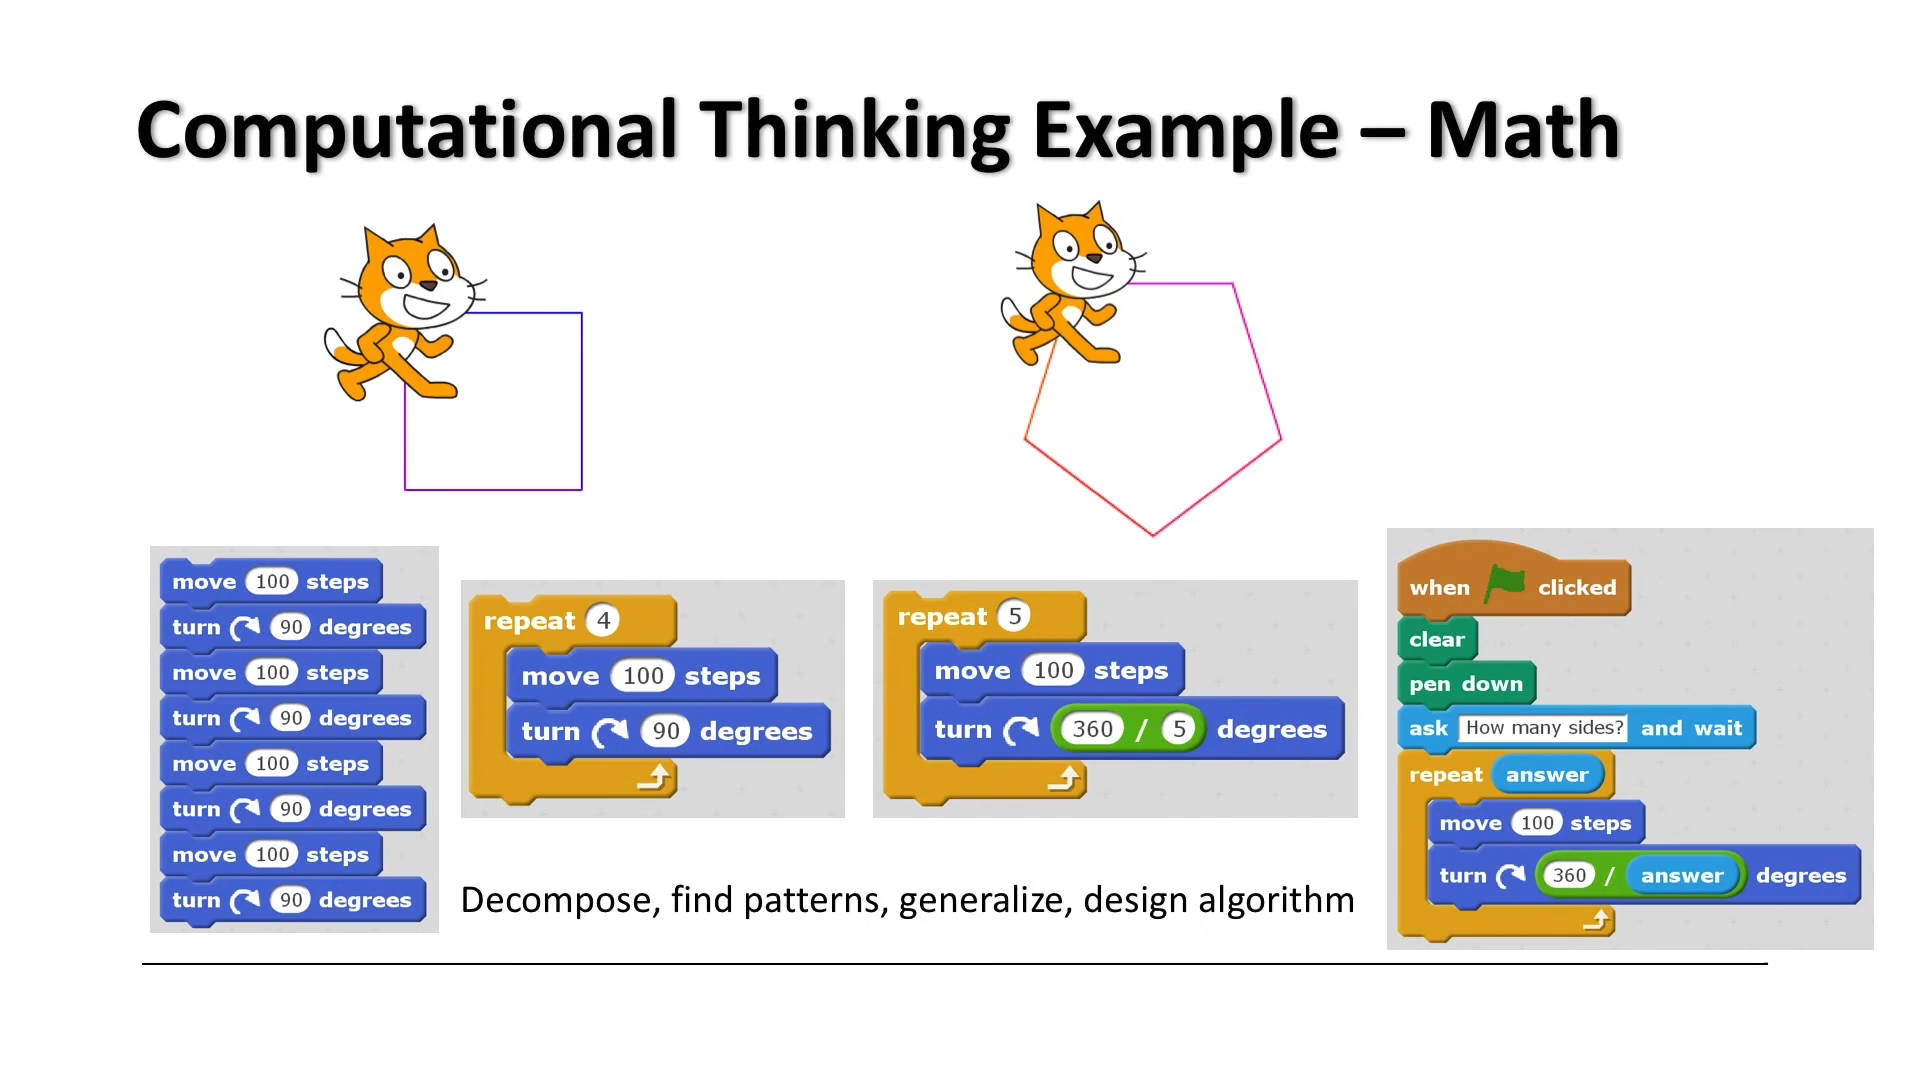 Computational Thinking Example – Math
move 100 steps
turn 90 degrees
move 100 steps
turn 90 degrees
move 100 steps
turn 90 degrees
move 100 steps
turn 90 degrees
repeat 4
move 100 steps
turn 90 degrees
repeat 5
move 100 steps
turn 360 / 5 degrees
when clicked
clear
pen down
ask How many sides? and wait
repeat answer
move 100 steps
turn 360 / answer degrees
Decompose, find patterns, generalize, design algorithm